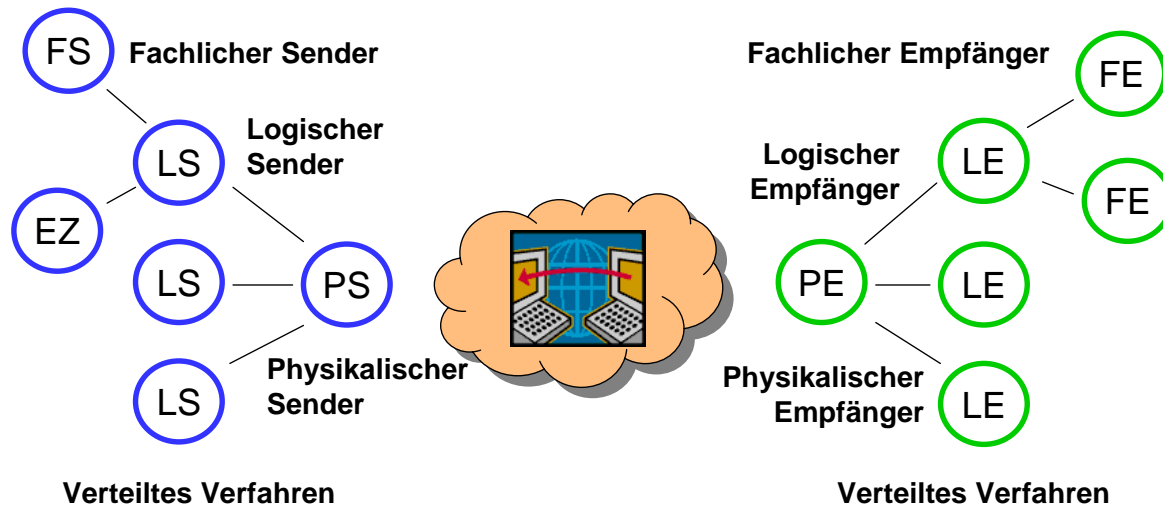 FS
Fachlicher Sender
LS
Logischer
Sender
EZ
LS
PS
LS
Physikalischer
Sender
Verteiltes Verfahren
Fachlicher Empfänger
FE
Logischer
Empfänger
LE
FE
PE
LE
Physikalischer
Empfänger
LE
Verteiltes Verfahren